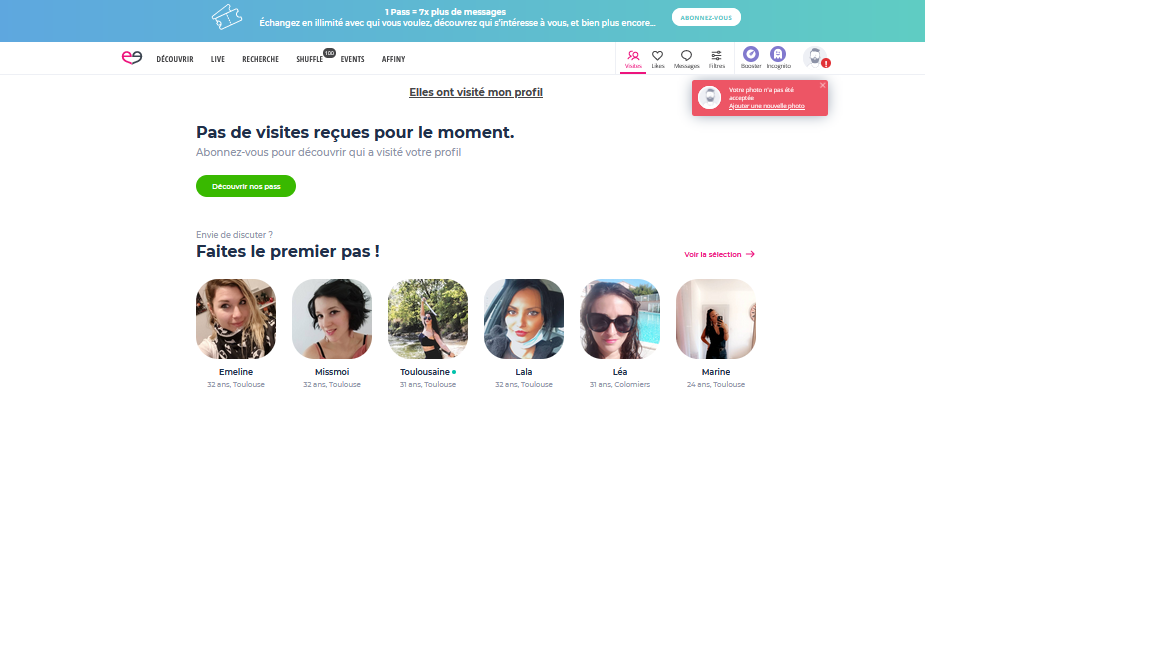 1 Pass = 7x plus de messages
Échangez en illimité avec qui vous voulez, découvrez qui s'intéresse à vous, et bien plus encore...
ABONNEZ-VOUS
DÉCOUVRIR LIVE RECHERCHE SHUFFLE 100 EVENTS AFFINY
Visites Likes Messages Filtres Booster Incognito
Votre photo n'a pas été
acceptée
Ajouter une nouvelle photo
Elles ont visité mon profil
Pas de visites reçues pour le moment.
Abonnez-vous pour découvrir qui a visité votre profil
Découvrir nos pass
Envie de discuter ?
Faites le premier pas !
Voir la sélection
Emeline Missmoi Toulousaine Lala Léa Marine
32 ans, Toulouse 32 ans, Toulouse 31 ans, Toulouse 32 ans, Toulouse 31 ans, Colomiers 24 ans, Toulouse